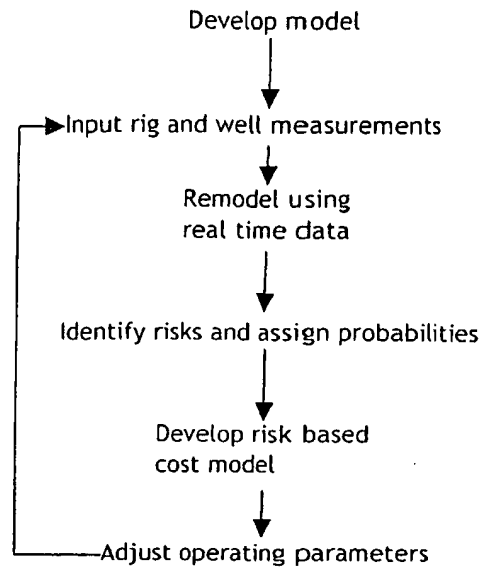 Develop model
Input rig and well measurements
Remodel using
real time data
Identify risks and assign probabilities
Develop risk based
cost model
Adjust operating parameters